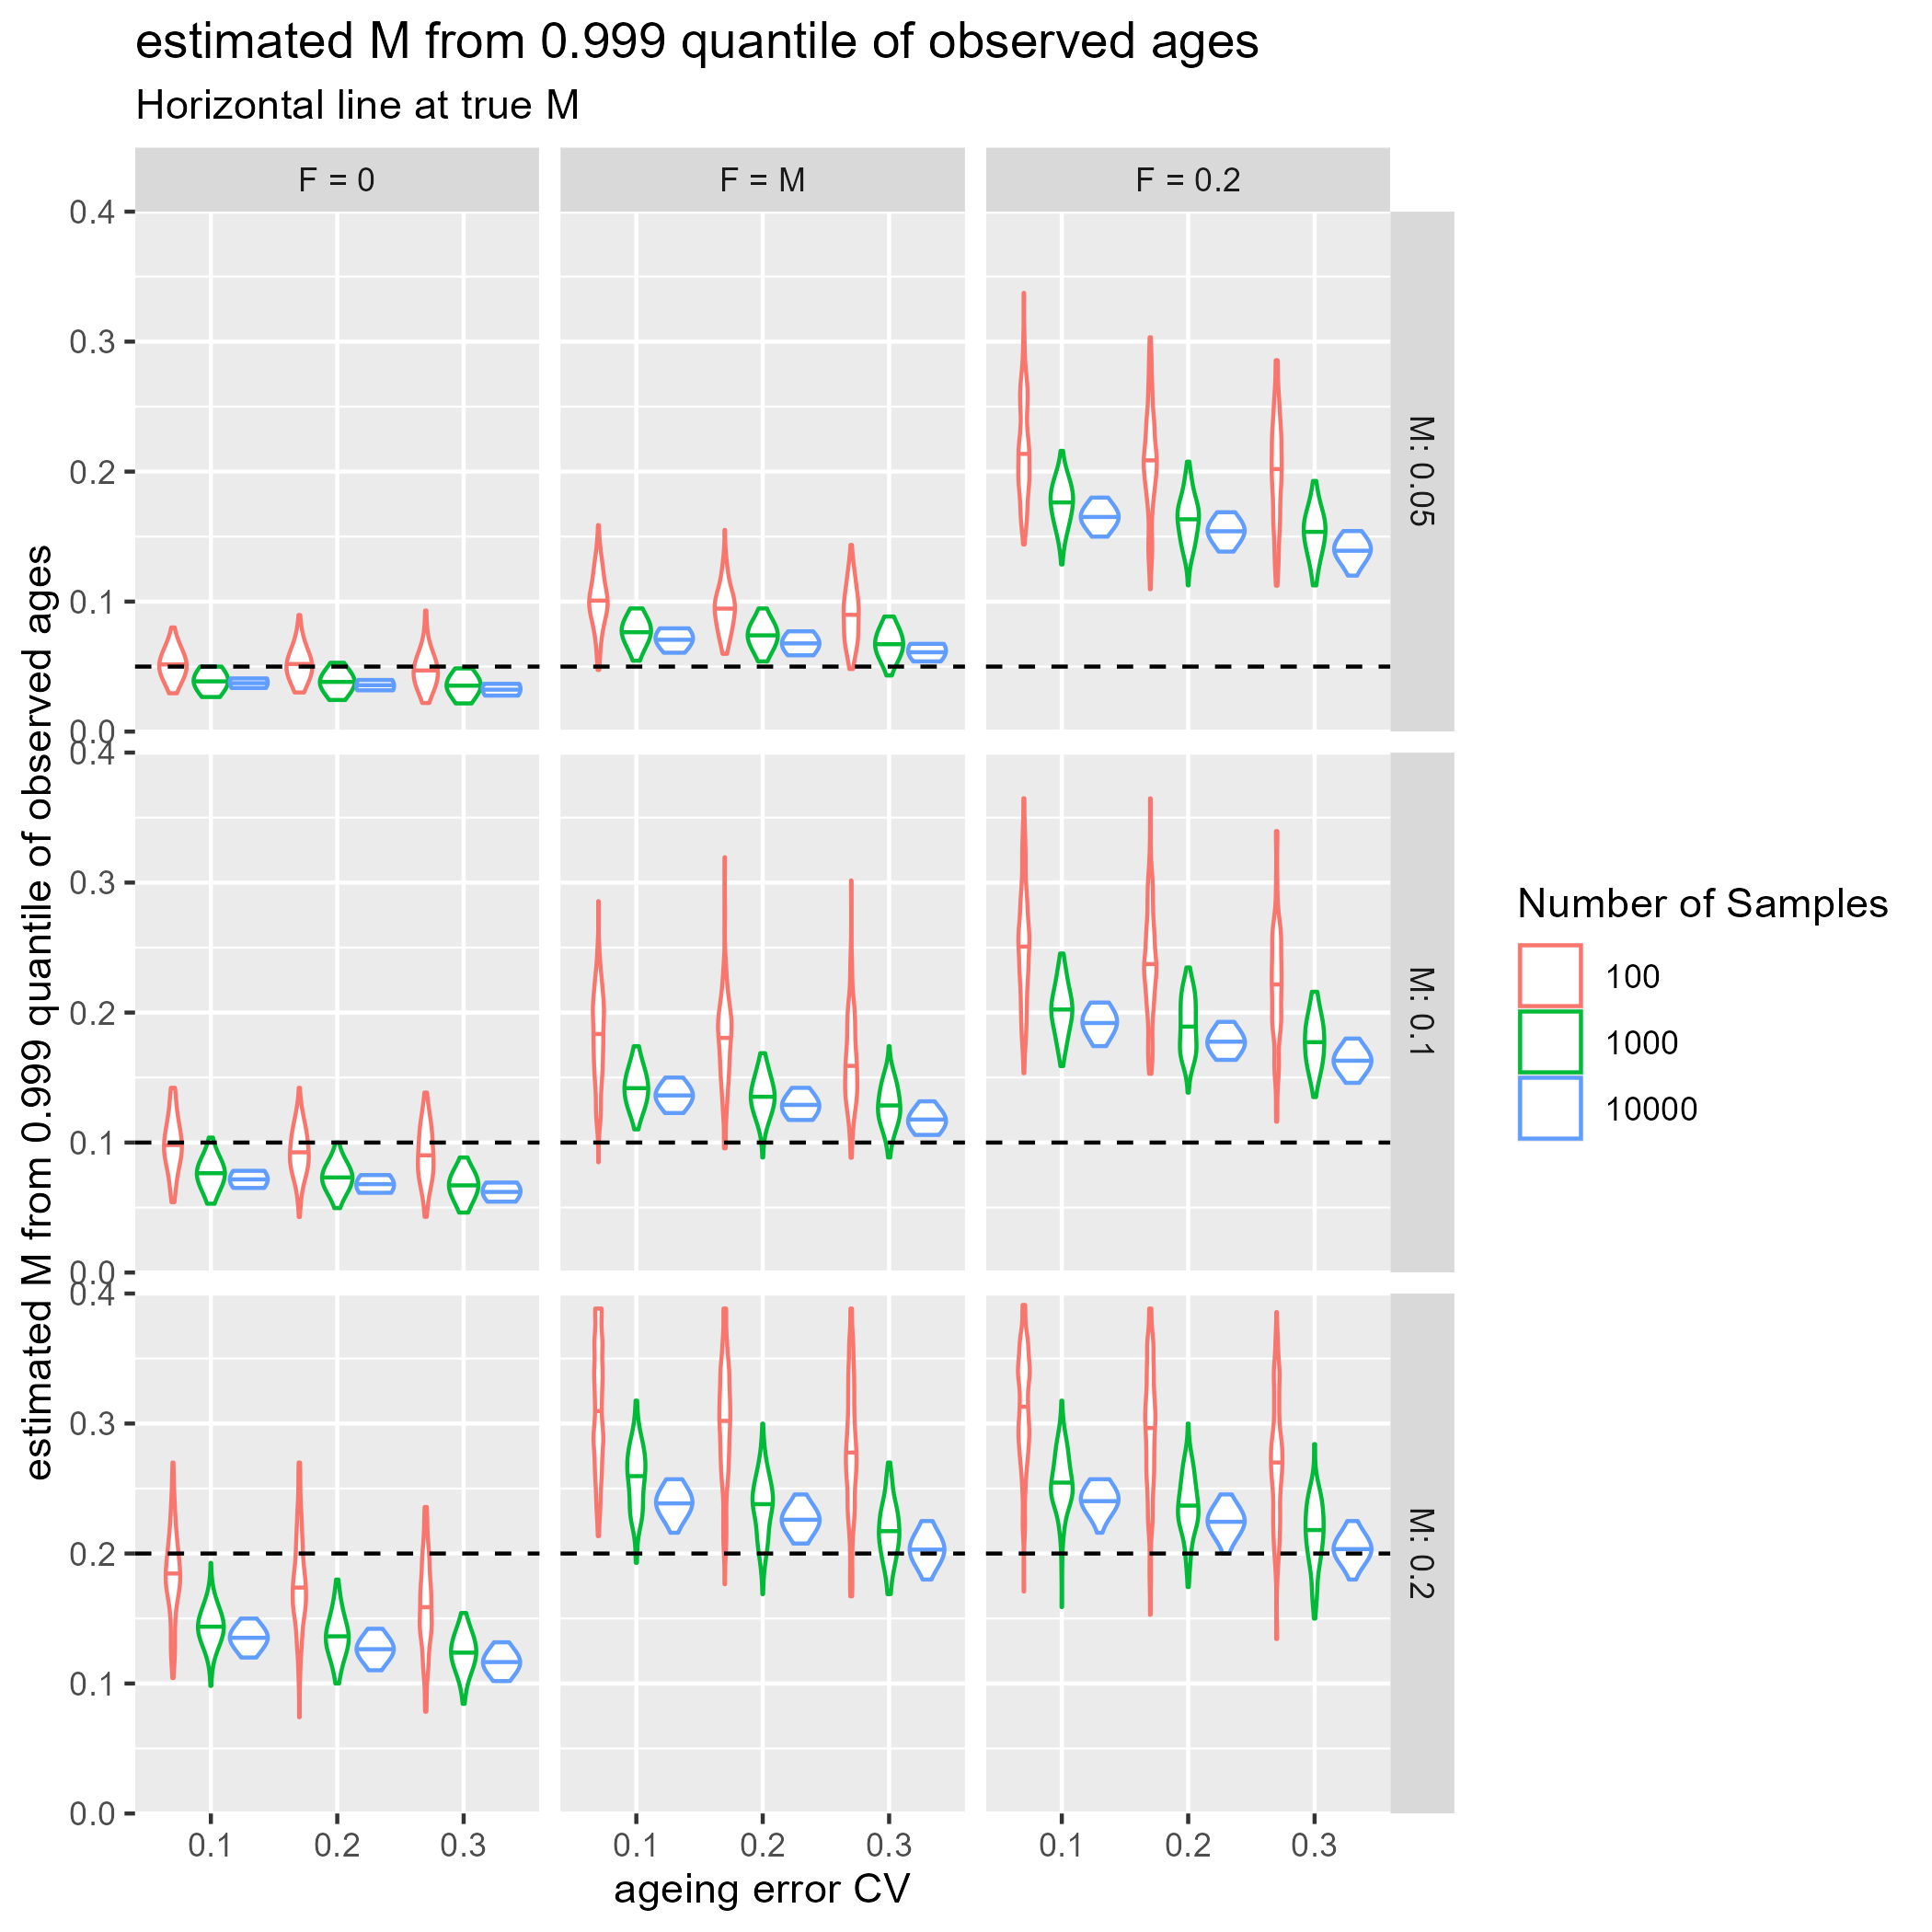 estimated M from 0.999 quantile of observed ages
Horizontal line at true M
F = 0
F = M
F = 0.2
estimated M from 0.999 quantile of observed ages
0.4
0.3
0.2
0.1
0.0
M: 0.05
0.4
0.3
0.2
0.1
0.0
M: 0.1
0.4
0.3
0.2
0.1
0.0
M: 0.2
0.1
0.2
0.3
0.1
0.2
0.3
0.1
0.2
0.3
ageing error CV
Number of Samples
100
1000
10000